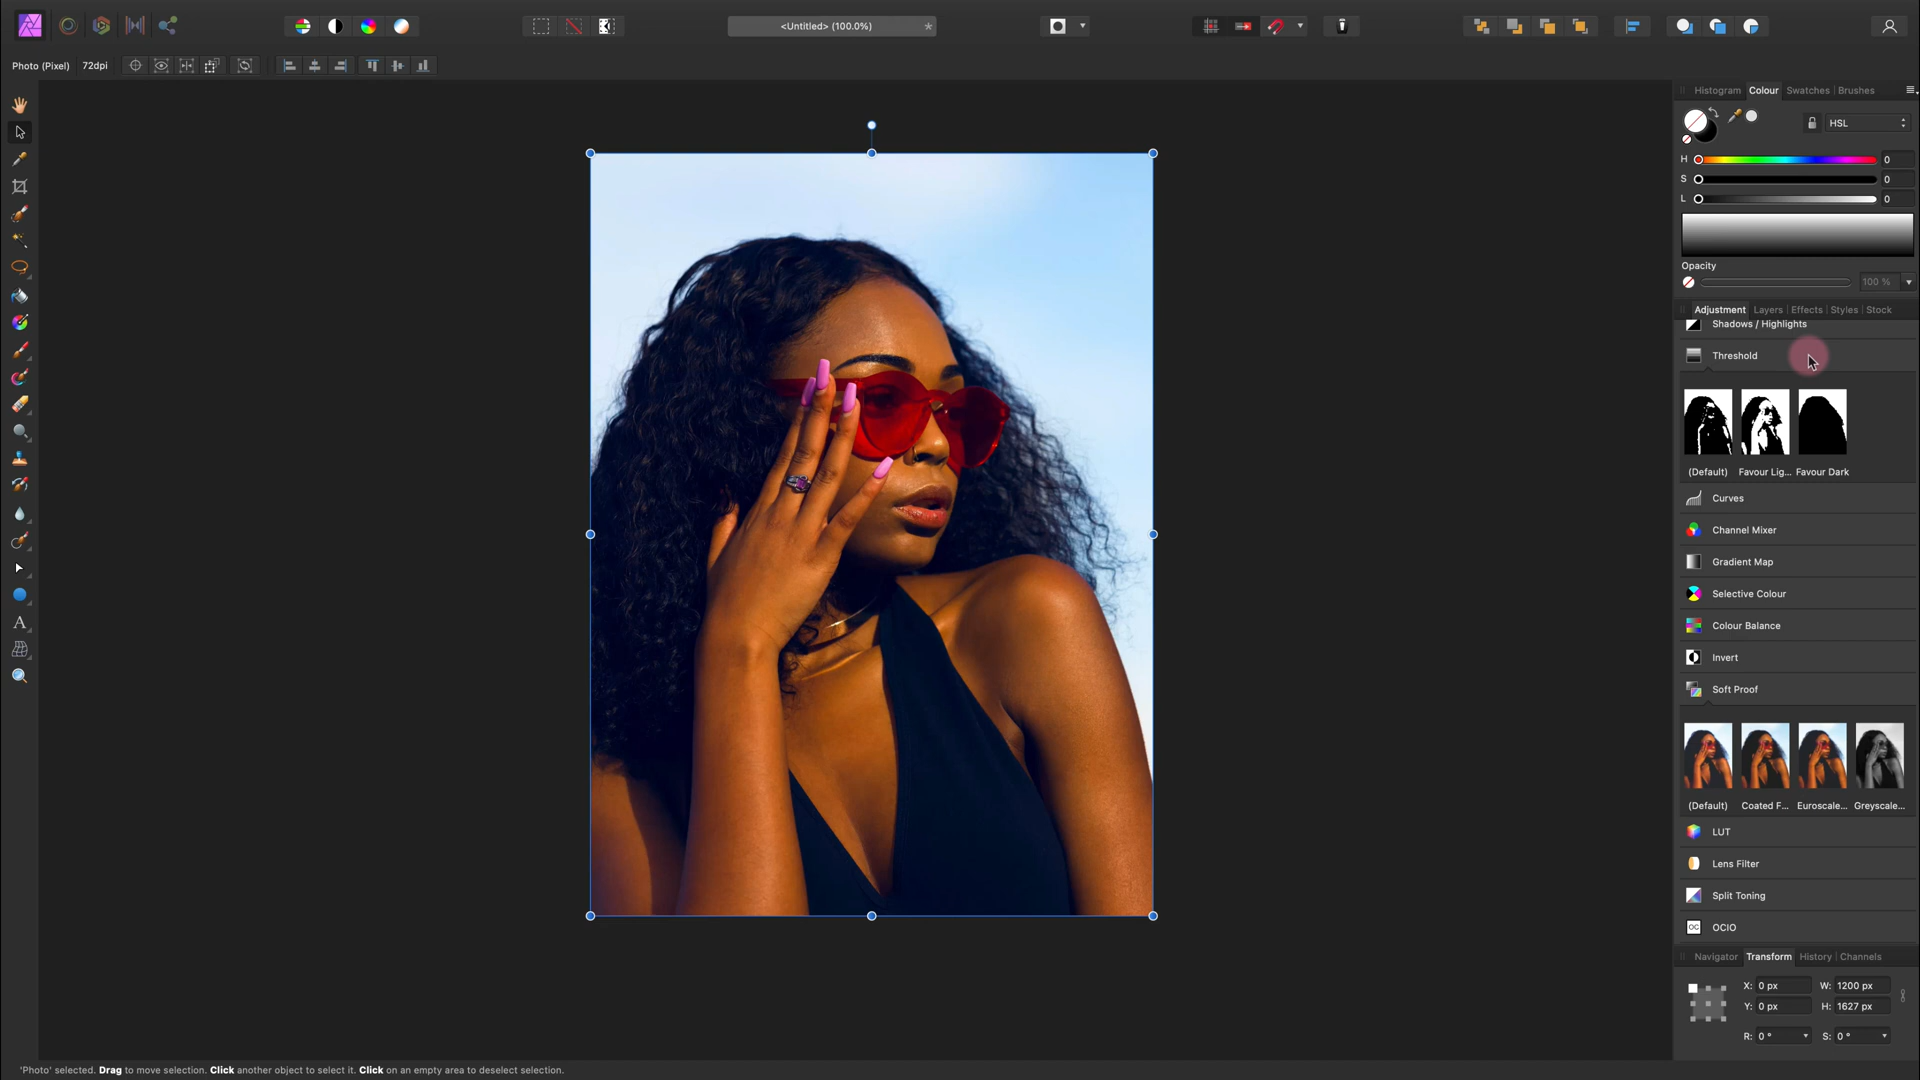 <Untitled> (100.0%)
*
Photo (Pixel) 72dpi
Histogram Colour Swatches Brushes
HSL
H 0
S 0
L 0
Opacity
100 %
Adjustment Layers Effects Styles Stock
Shadows / Highlights
Threshold
(Default) Favour Lig... Favour Dark
Curves
Channel Mixer
Gradient Map
Selective Colour
Colour Balance
Invert
Soft Proof
(Default) Coated F... Euroscale... Greyscale...
LUT
Lens Filter
Split Toning
OC OCIO
Navigator Transform History Channels
X: 0 px W: 1200 px
Y: 0 px H: 1627 px
R: 0 ° S: 0 °
A
'Photo' selected. Drag to move selection. Click another object to select it. Click on an empty area to deselect selection.